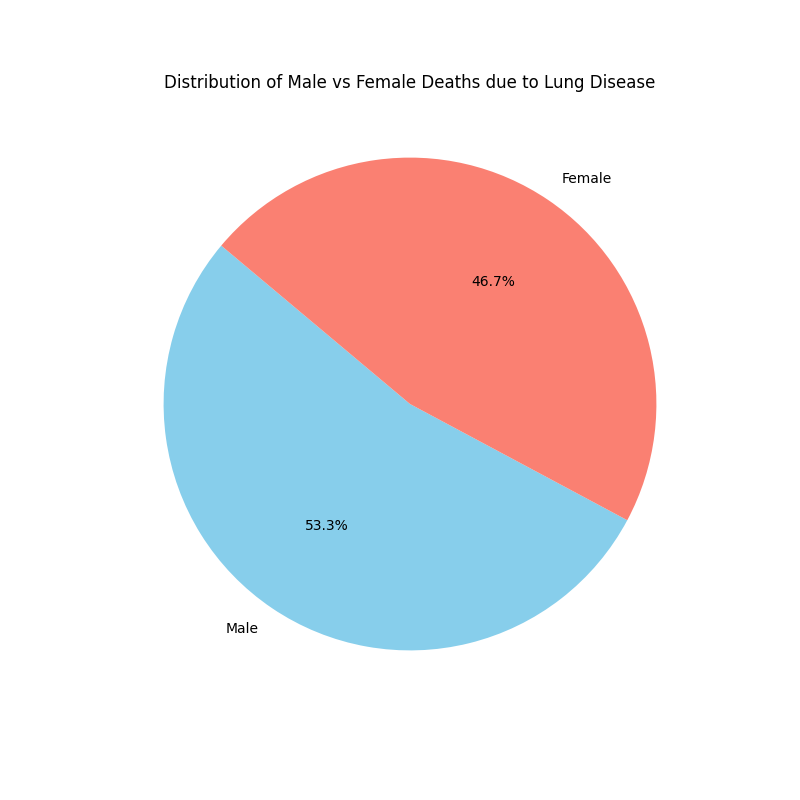 Distribution of Male vs Female Deaths due to Lung Disease
Female
46.7%
53.3%
Male